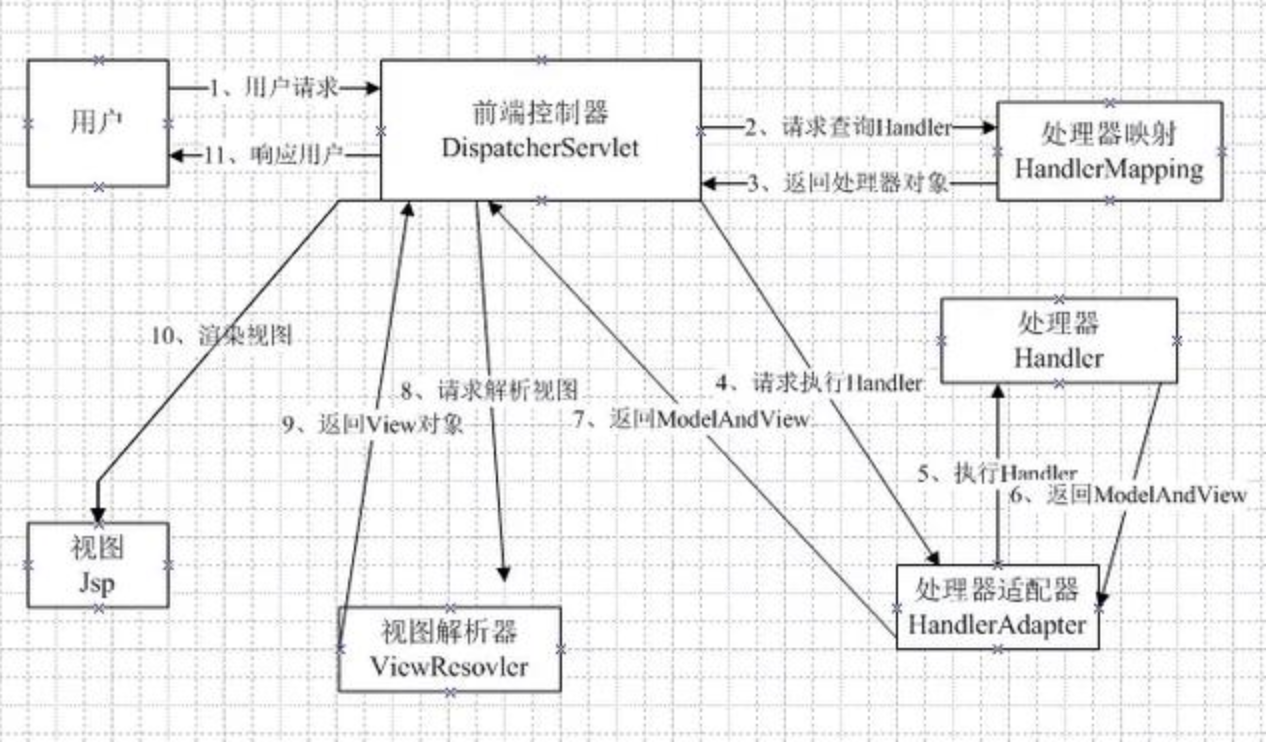 用户
1、用户请求
11、响应用户
前端控制器
DispatcherServlet
2、请求查询Handler
3、返回处理器对象
处理器映射
HandlerMapping
处理器
Handler
10、渲染视图
8、请求解析视图
9、返回View对象
4、请求执行Handler
7、返回ModelAndView
5、执行Handler
6、返回ModelAndView
视图
Jsp
视图解析器
ViewResovler
处理器适配器
HandlerAdapter